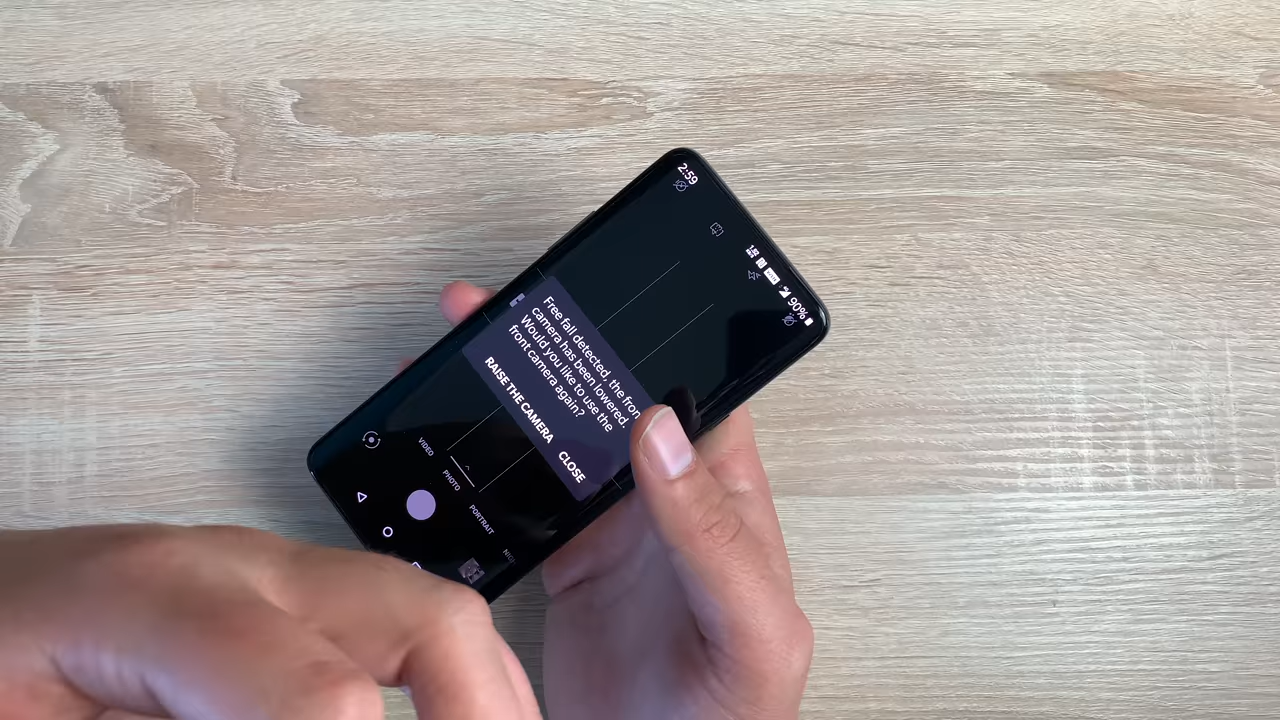 2:59
90%
Free fall detected, the fron
camera has been lowered.
Would you like to use the
front camera again?
RAISE THE CAMERA
CLOSE
VIDEO
PHOTO
PORTRAIT